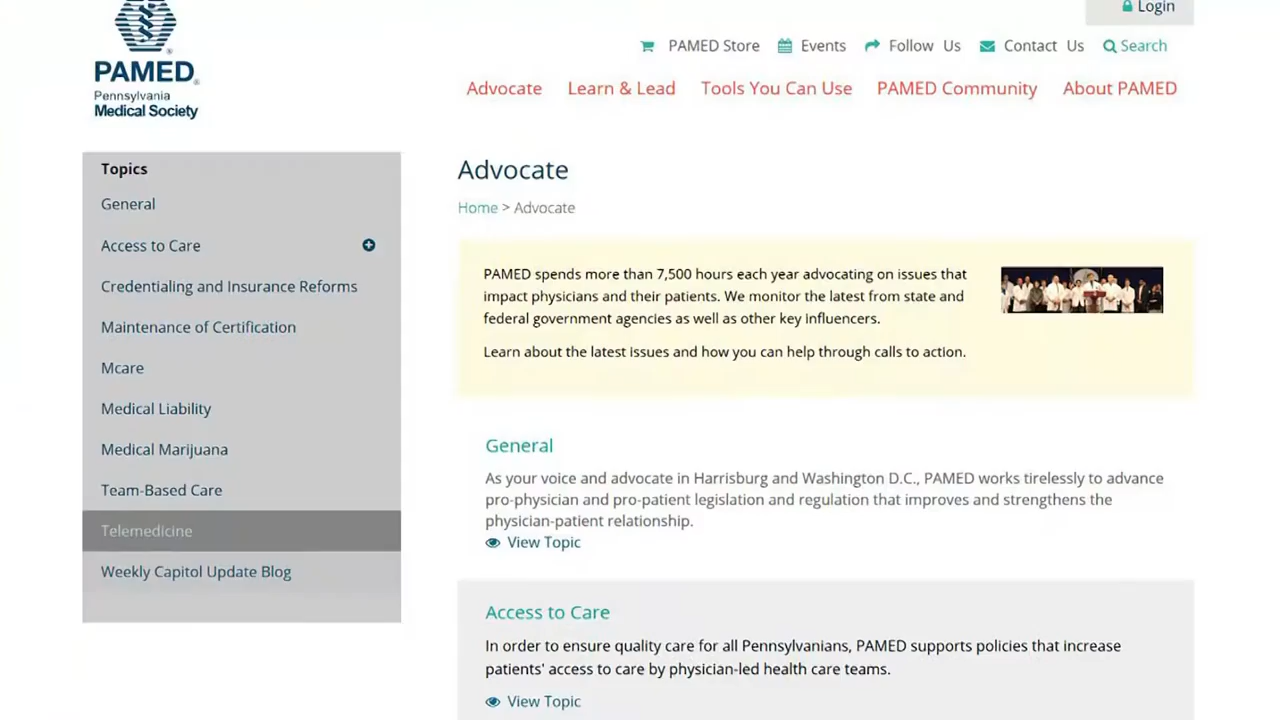 Login
PAMED Store Events Follow Us Contact Us Search
PAMED®
Pennsylvania
Medical Society
Advocate Learn & Lead Tools You Can Use PAMED Community About PAMED
Topics
General
Access to Care
Credentialing and Insurance Reforms
Maintenance of Certification
Mcare
Medical Liability
Medical Marijuana
Team-Based Care
Telemedicine
Weekly Capitol Update Blog
Advocate
Home > Advocate
PAMED spends more than 7,500 hours each year advocating on issues that
impact physicians and their patients. We monitor the latest from state and
federal government agencies as well as other key influencers.
Learn about the latest issues and how you can help through calls to action.
General
As your voice and advocate in Harrisburg and Washington D.C., PAMED works tirelessly to advance
pro-physician and pro-patient legislation and regulation that improves and strengthens the
physician-patient relationship.
View Topic
Access to Care
In order to ensure quality care for all Pennsylvanians, PAMED supports policies that increase
patients' access to care by physician-led health care teams.
View Topic